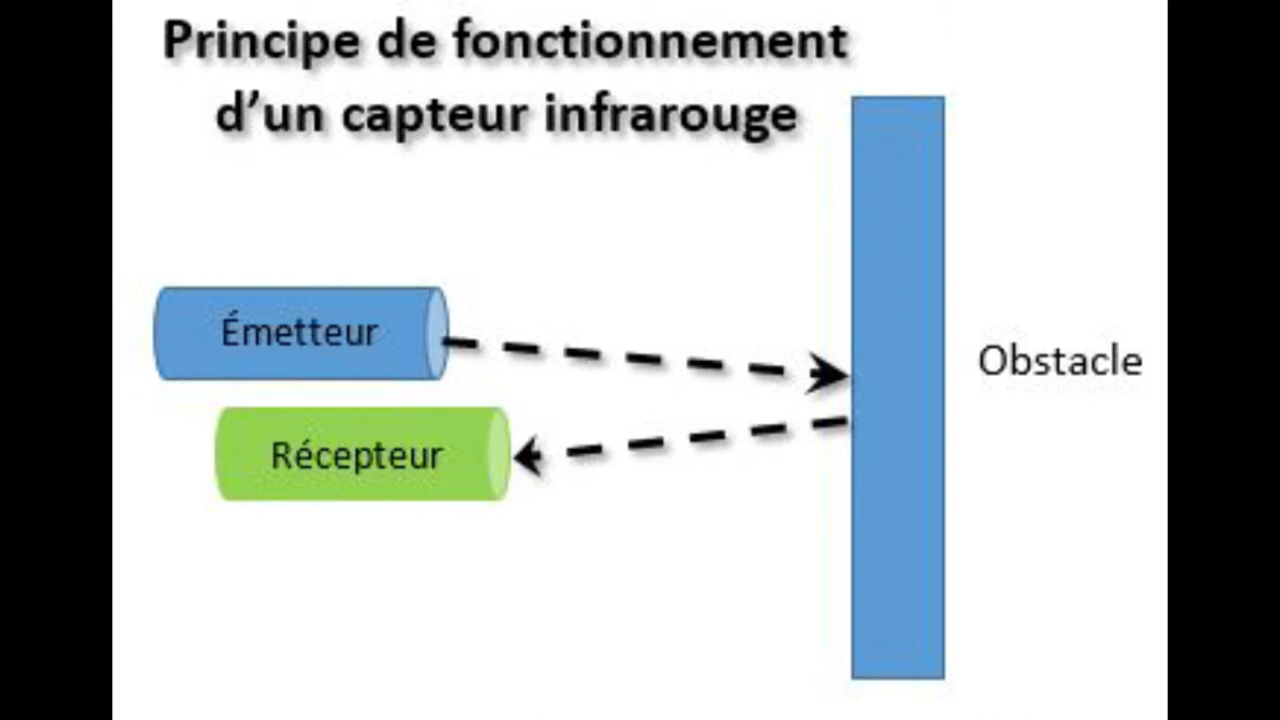 Principe de fonctionnement
d’un capteur infrarouge
Émetteur
Obstacle
Récepteur